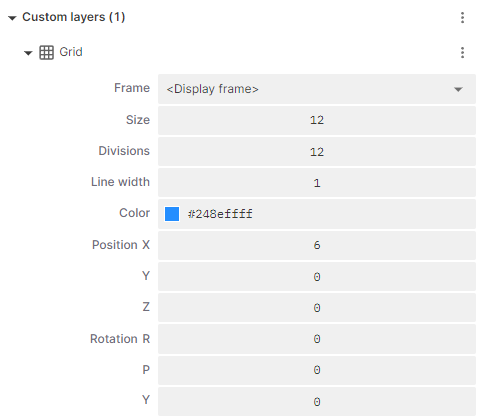 Custom layers (1)
Grid
Frame <Display frame>
Size 12
Divisions 12
Line width 1
Color #248effff
Position X 6
Y 0
Z 0
Rotation R 0
P 0
Y 0